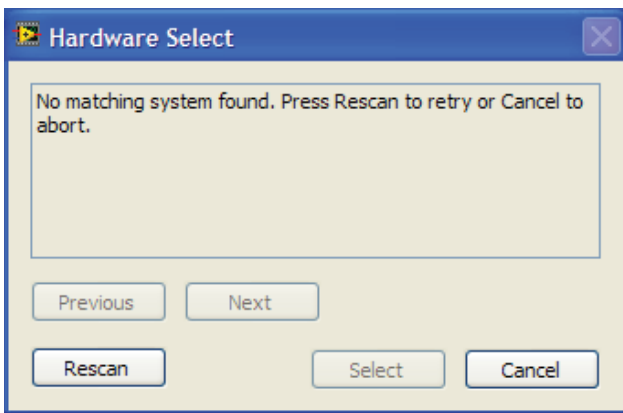 Hardware Select
No matching system found. Press Rescan to retry or Cancel to
abort.
Previous Next
Rescan Select Cancel